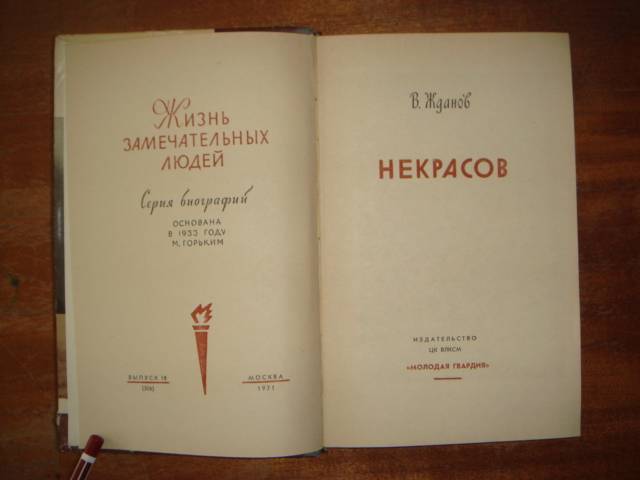 Жизнь
ЗАМЕЧАТЕЛЬНЫХ
ЛЮДЕЙ
Серия биографий
ОСНОВАНА
В 1933 ГОДУ
М. ГОРЬКИМ
ВЫПУСК 18
МОСКВА
1971
В. Жданов
НЕКРАСОВ
ИЗДАТЕЛЬСТВО
ЦК ВЛКСМ
«МОЛОДАЯ ГВАРДИЯ»